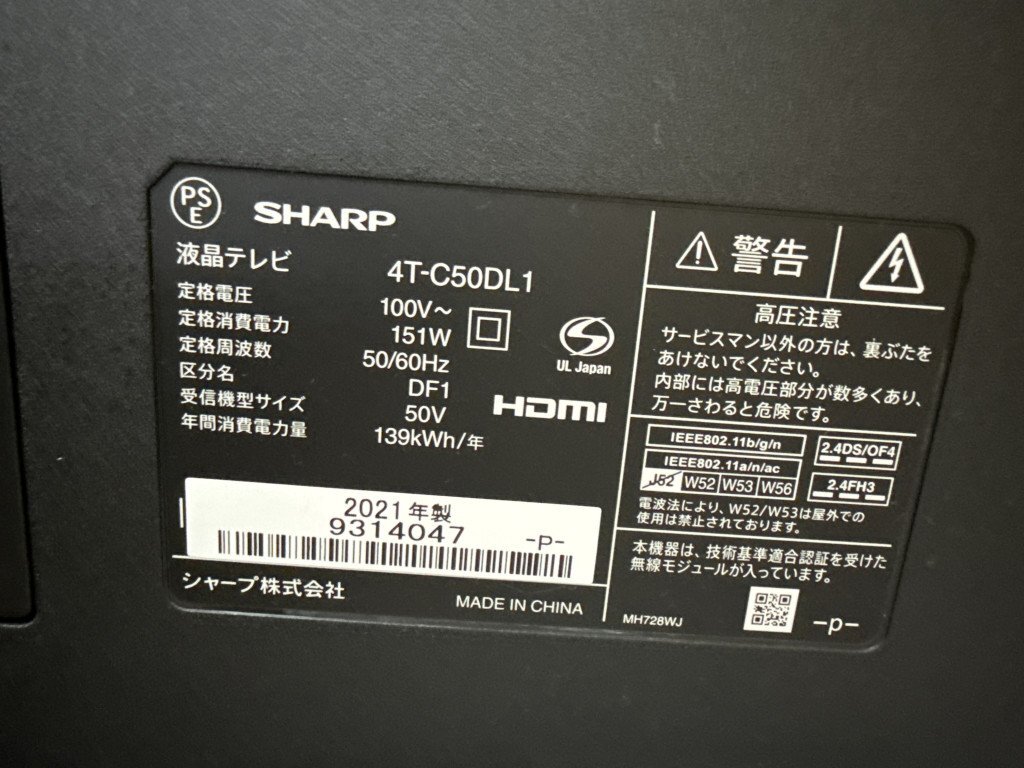 PSE
SHARP
液晶テレビ 4T-C50DL1
定格電圧 100V～
定格消費電力 151W
定格周波数 50/60Hz
区分名 DF1
受信機型サイズ 50V
年間消費電力量 139kWh/年
UL Japan
HDMI
2021年製
9314047 -P-
シャープ株式会社
MADE IN CHINA
警告
高圧注意
サービスマン以外の方は、裏ぶたを
あけないでください。
内部には高電圧部分が数多くあり、
万一さわると危険です。
IEEE802.11b/g/n
IEEE802.11a/n/ac
J52 W52 W53 W56
2.4DS/OF4
2.4FH3
電波法により、W52/W53は屋外での
使用は禁止されております。
本機器は、技術基準適合認証を受けた
無線モジュールが入っています。
MH728WJ -p-